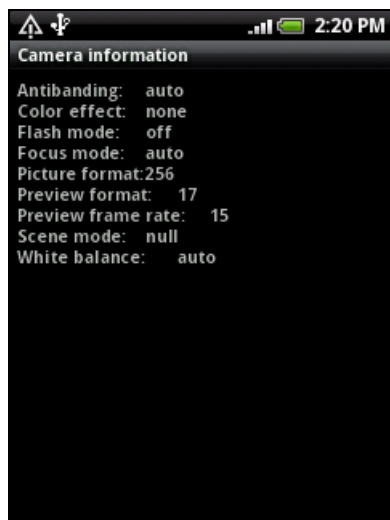 2:20 PM
Camera information
Antibanding: auto
Color effect: none
Flash mode: off
Focus mode: auto
Picture format:256
Preview format: 17
Preview frame rate: 15
Scene mode: null
White balance: auto